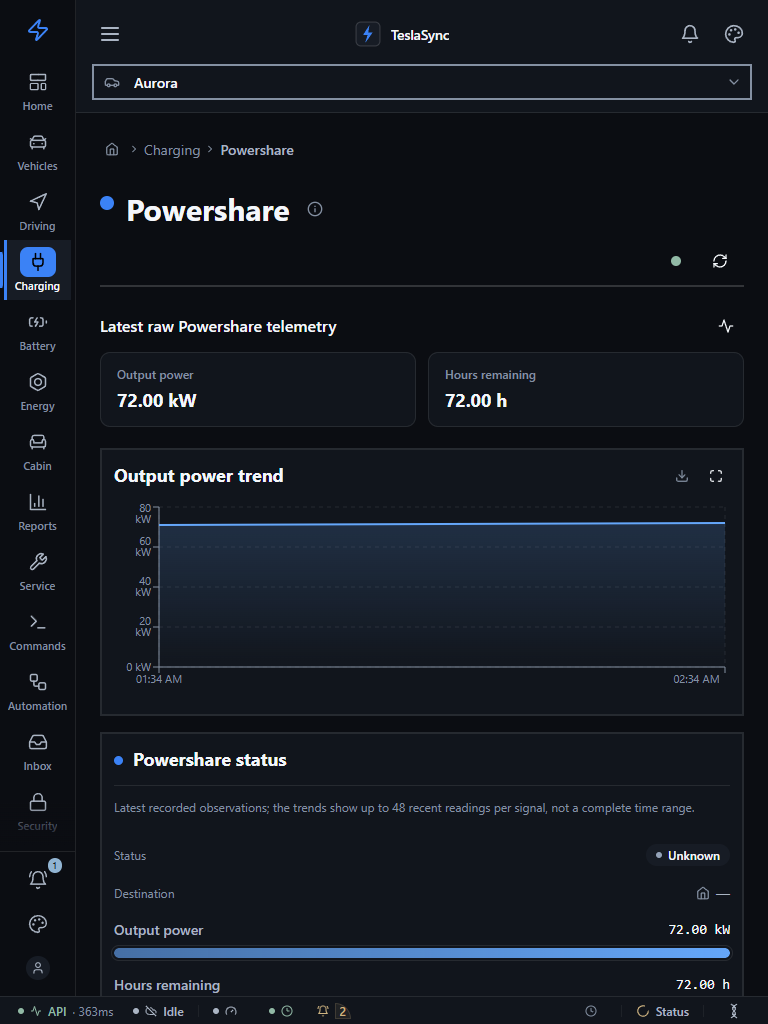 TeslaSync
Aurora
Home
Vehicles
Driving
Charging
Battery
Energy
Cabin
Reports
Service
Commands
Automation
Inbox
Security
1
Charging
Powershare
Powershare
Latest raw Powershare telemetry
Output power
72.00 kW
Hours remaining
72.00 h
Output power trend
80 kW
60 kW
40 kW
20 kW
0 kW
01:34 AM
02:34 AM
Powershare status
Latest recorded observations; the trends show up to 48 recent readings per signal, not a complete time range.
Status
Unknown
Destination
—
Output power
72.00 kW
Hours remaining
72.00 h
API · 363ms
Idle
2
Status